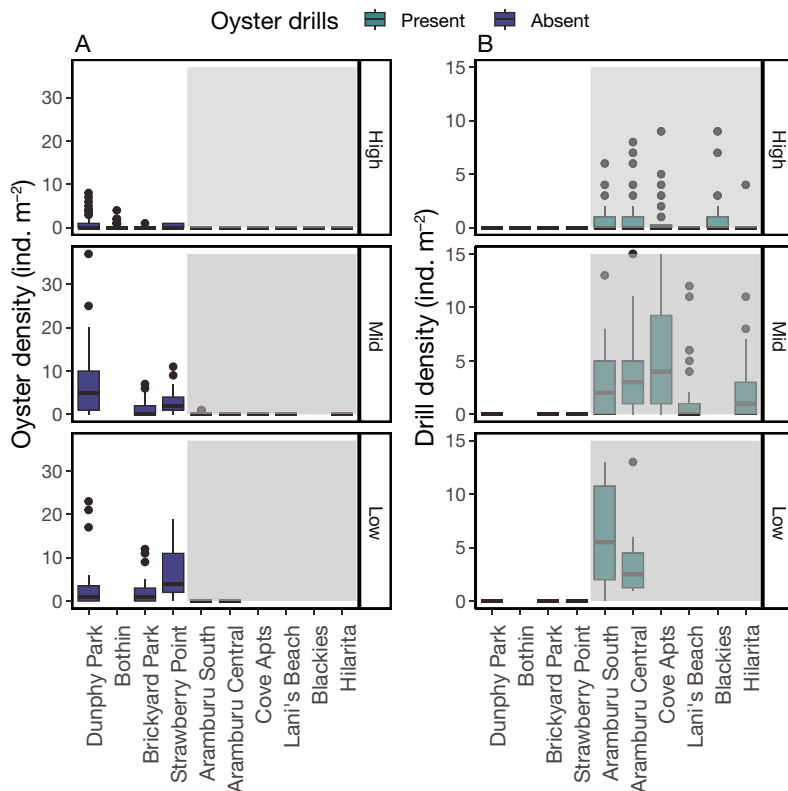 Oyster drills Present Absent
A B
Oyster density (ind. m⁻²)
30
20
10
0
High
30
20
10
0
Mid
30
20
10
0
Low
Dunphy Park
Bothin
Brickyard Park
Strawberry Point
Aramburu South
Aramburu Central
Cove Apts
Lani's Beach
Blackies
Hilarita
Drill density (ind. m⁻²)
15
10
5
0
High
15
10
5
0
Mid
15
10
5
0
Low
Dunphy Park
Bothin
Brickyard Park
Strawberry Point
Aramburu South
Aramburu Central
Cove Apts
Lani's Beach
Blackies
Hilarita